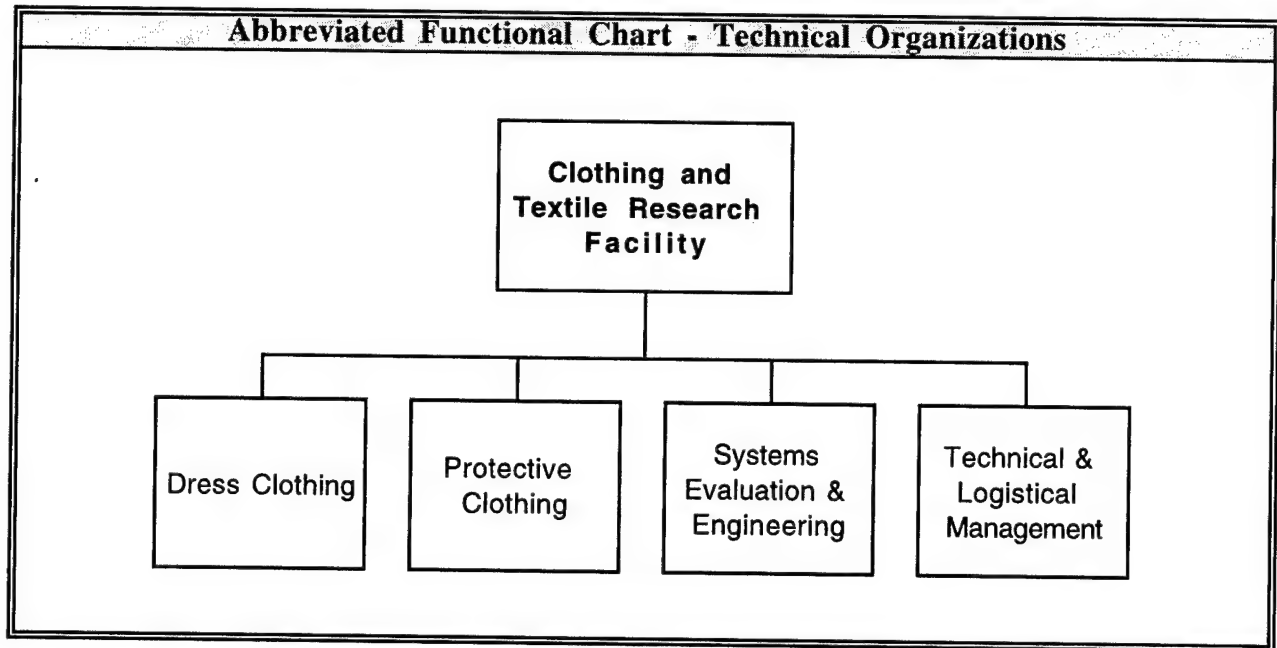 Abbreviated Functional Chart - Technical Organizations
Clothing and
Textile Research
Facility
Dress Clothing
Protective
Clothing
Systems
Evaluation &
Engineering
Technical &
Logistical
Management